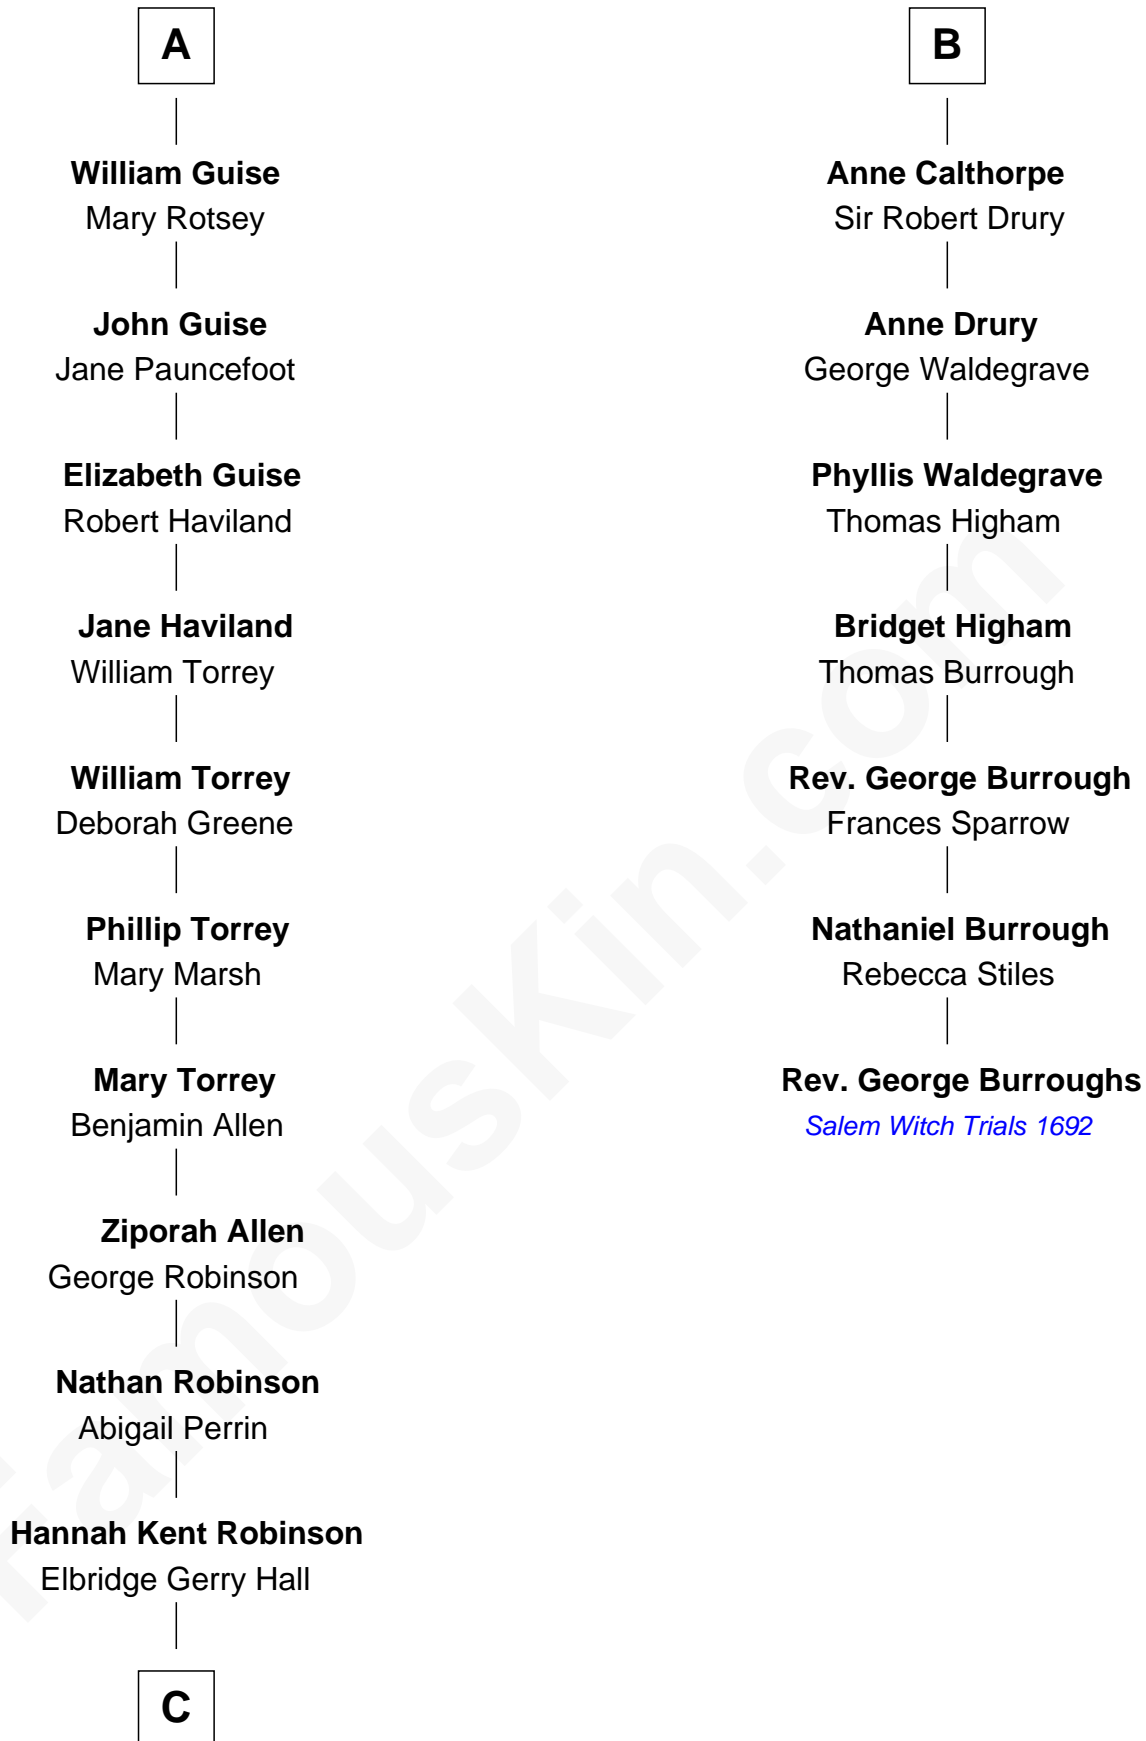 A
William Guise
Mary Rotsey
John Guise
Jane Pauncefoot
Elizabeth Guise
Robert Haviland
Jane Haviland
William Torrey
William Torrey
Deborah Greene
Phillip Torrey
Mary Marsh
Mary Torrey
Benjamin Allen
Ziporah Allen
George Robinson
Nathan Robinson
Abigail Perrin
Hannah Kent Robinson
Elbridge Gerry Hall
C
B
Anne Calthorpe
Sir Robert Drury
Anne Drury
George Waldegrave
Phyllis Waldegrave
Thomas Higham
Bridget Higham
Thomas Burrough
Rev. George Burrough
Frances Sparrow
Nathaniel Burrough
Rebecca Stiles
Rev. George Burroughs
Salem Witch Trials 1692
FamousKin.com